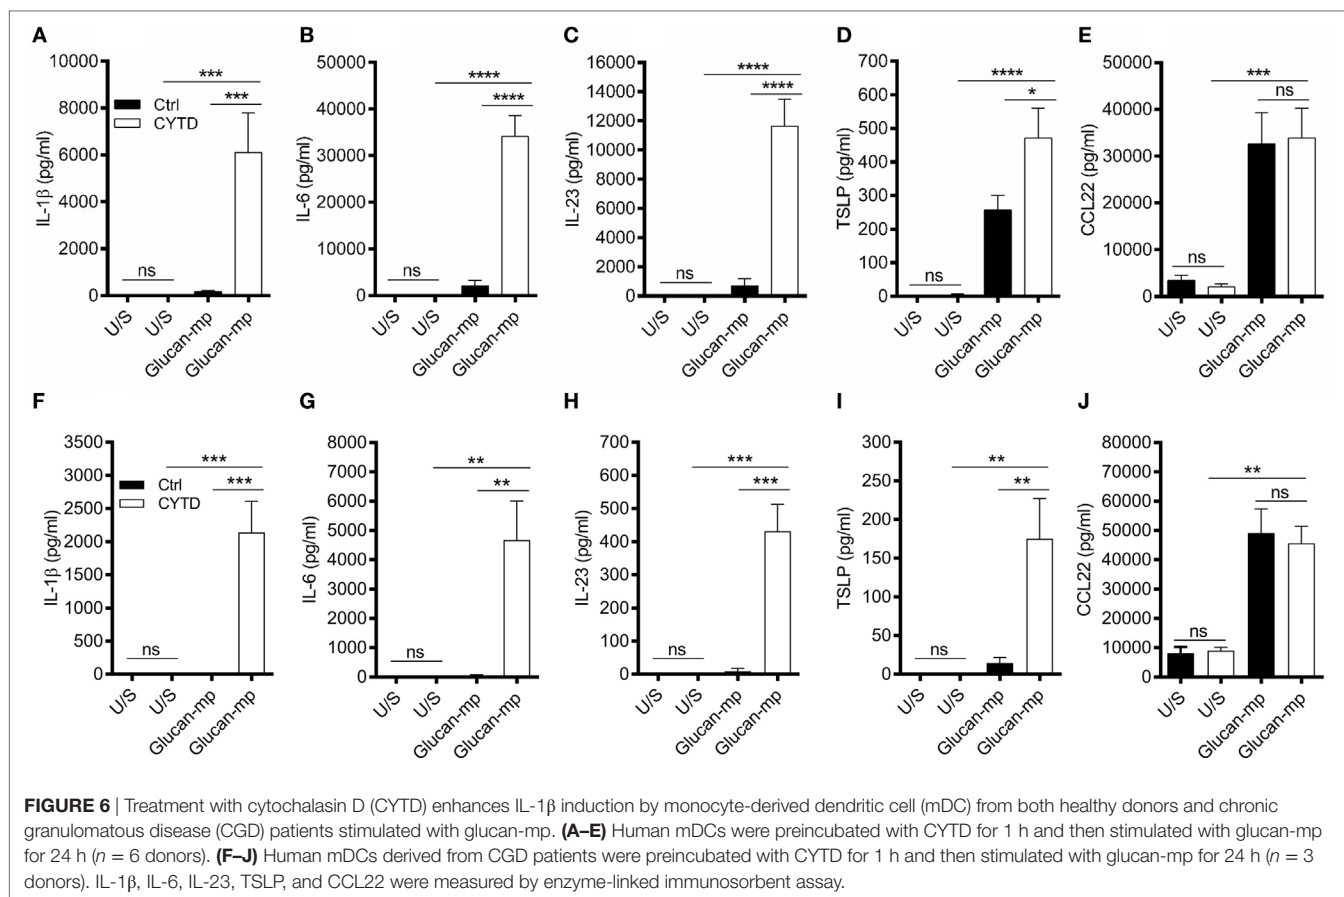 A
IL-1β (pg/ml)
10000
8000
6000
4000
2000
0
Ctrl
CYTD
***
***
ns
U/S
U/S
Glucan-mp
Glucan-mp
B
IL-6 (pg/ml)
50000
40000
30000
20000
10000
0
****
****
ns
U/S
U/S
Glucan-mp
Glucan-mp
C
IL-23 (pg/ml)
16000
14000
12000
10000
8000
6000
4000
2000
0
****
****
ns
U/S
U/S
Glucan-mp
Glucan-mp
D
TSLP (pg/ml)
700
600
500
400
300
200
100
0
****
*
ns
U/S
U/S
Glucan-mp
Glucan-mp
E
CCL22 (pg/ml)
50000
40000
30000
20000
10000
0
***
ns
ns
U/S
U/S
Glucan-mp
Glucan-mp
F
IL-1β (pg/ml)
3500
3000
2500
2000
1500
1000
500
0
Ctrl
CYTD
***
***
ns
U/S
U/S
Glucan-mp
Glucan-mp
G
IL-6 (pg/ml)
8000
7000
6000
5000
4000
3000
2000
1000
0
**
**
ns
U/S
U/S
Glucan-mp
Glucan-mp
H
IL-23 (pg/ml)
700
600
500
400
300
200
100
0
***
***
ns
U/S
U/S
Glucan-mp
Glucan-mp
I
TSLP (pg/ml)
300
250
200
150
100
50
0
**
**
ns
U/S
U/S
Glucan-mp
Glucan-mp
J
CCL22 (pg/ml)
80000
70000
60000
50000
40000
30000
20000
10000
0
**
ns
ns
U/S
U/S
Glucan-mp
Glucan-mp
FIGURE 6 | Treatment with cytochalasin D (CYTD) enhances IL-1β induction by monocyte-derived dendritic cell (mDC) from both healthy donors and chronic
granulomatous disease (CGD) patients stimulated with glucan-mp. (A–E) Human mDCs were preincubated with CYTD for 1 h and then stimulated with glucan-mp
for 24 h (n = 6 donors). (F–J) Human mDCs derived from CGD patients were preincubated with CYTD for 1 h and then stimulated with glucan-mp for 24 h (n = 3
donors). IL-1β, IL-6, IL-23, TSLP, and CCL22 were measured by enzyme-linked immunosorbent assay.